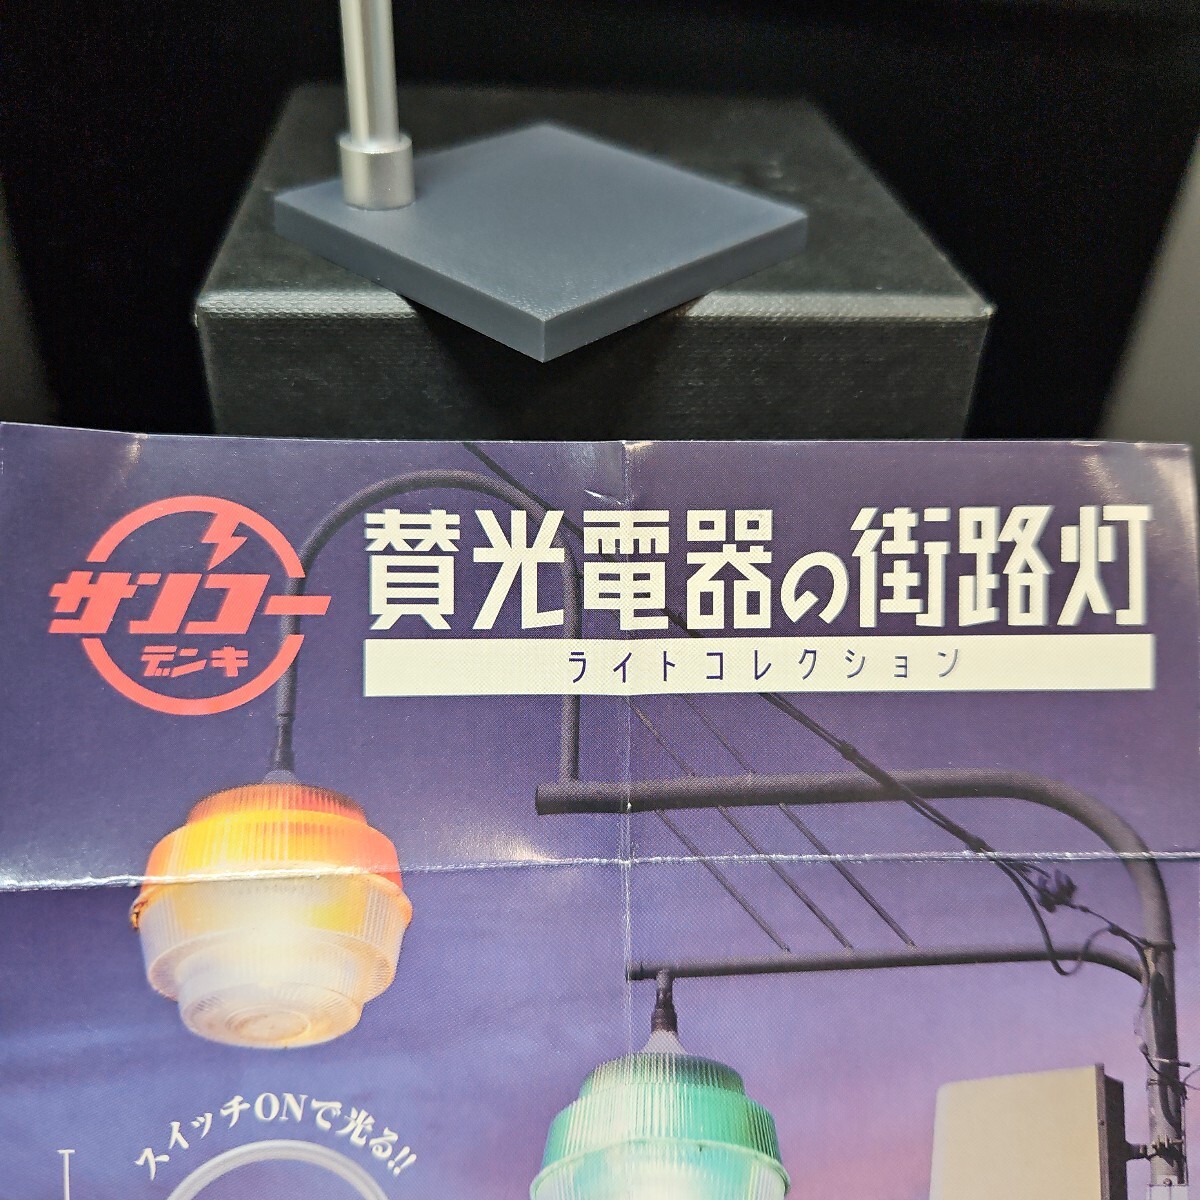 サンコー
デンキ
賛光電器の街路灯
ライトコレクション
スイッチONで光る!!